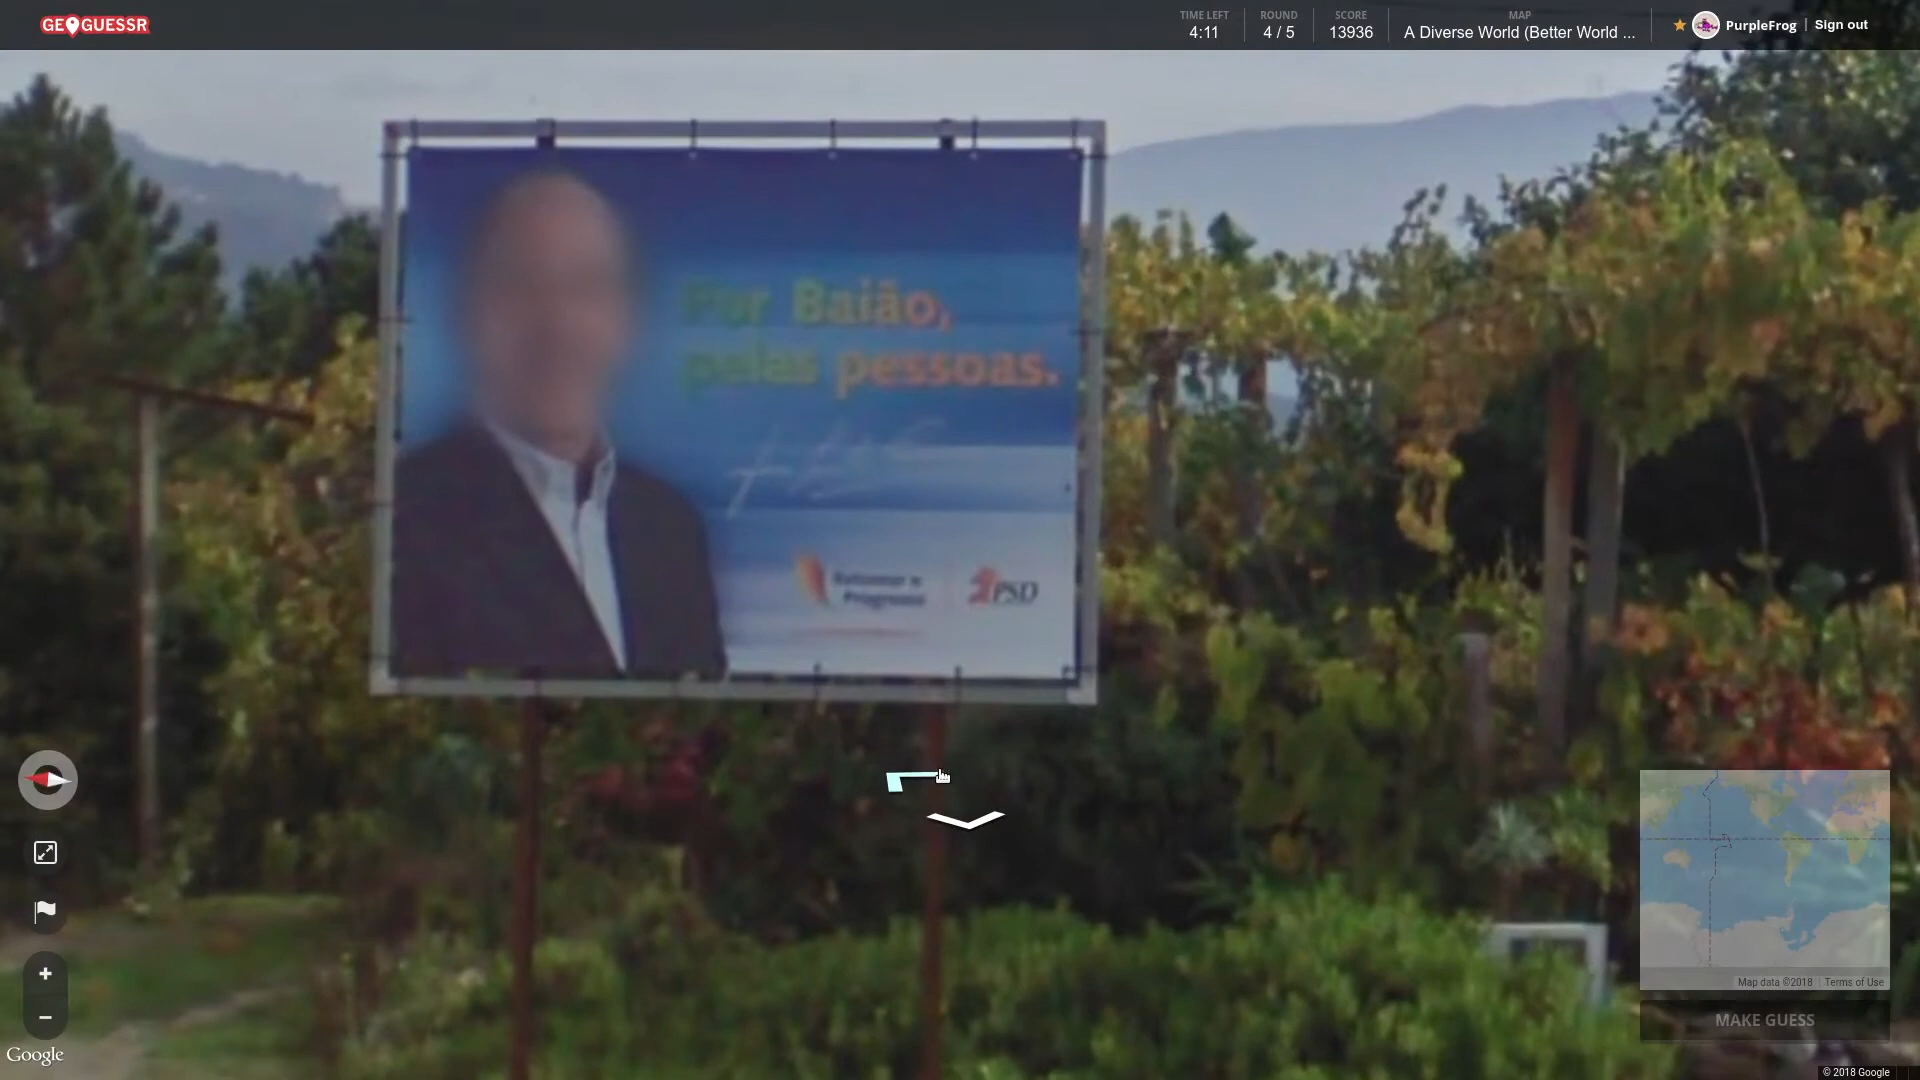 GEOGUESSR
TIME LEFT
4:11
ROUND
4 / 5
SCORE
13936
MAP
A Diverse World (Better World ...
PurpleFrog
Sign out
Por Baião,
pelas pessoas.
Progresso
PSD
Map data ©2018
Terms of Use
MAKE GUESS
Google
© 2018 Google